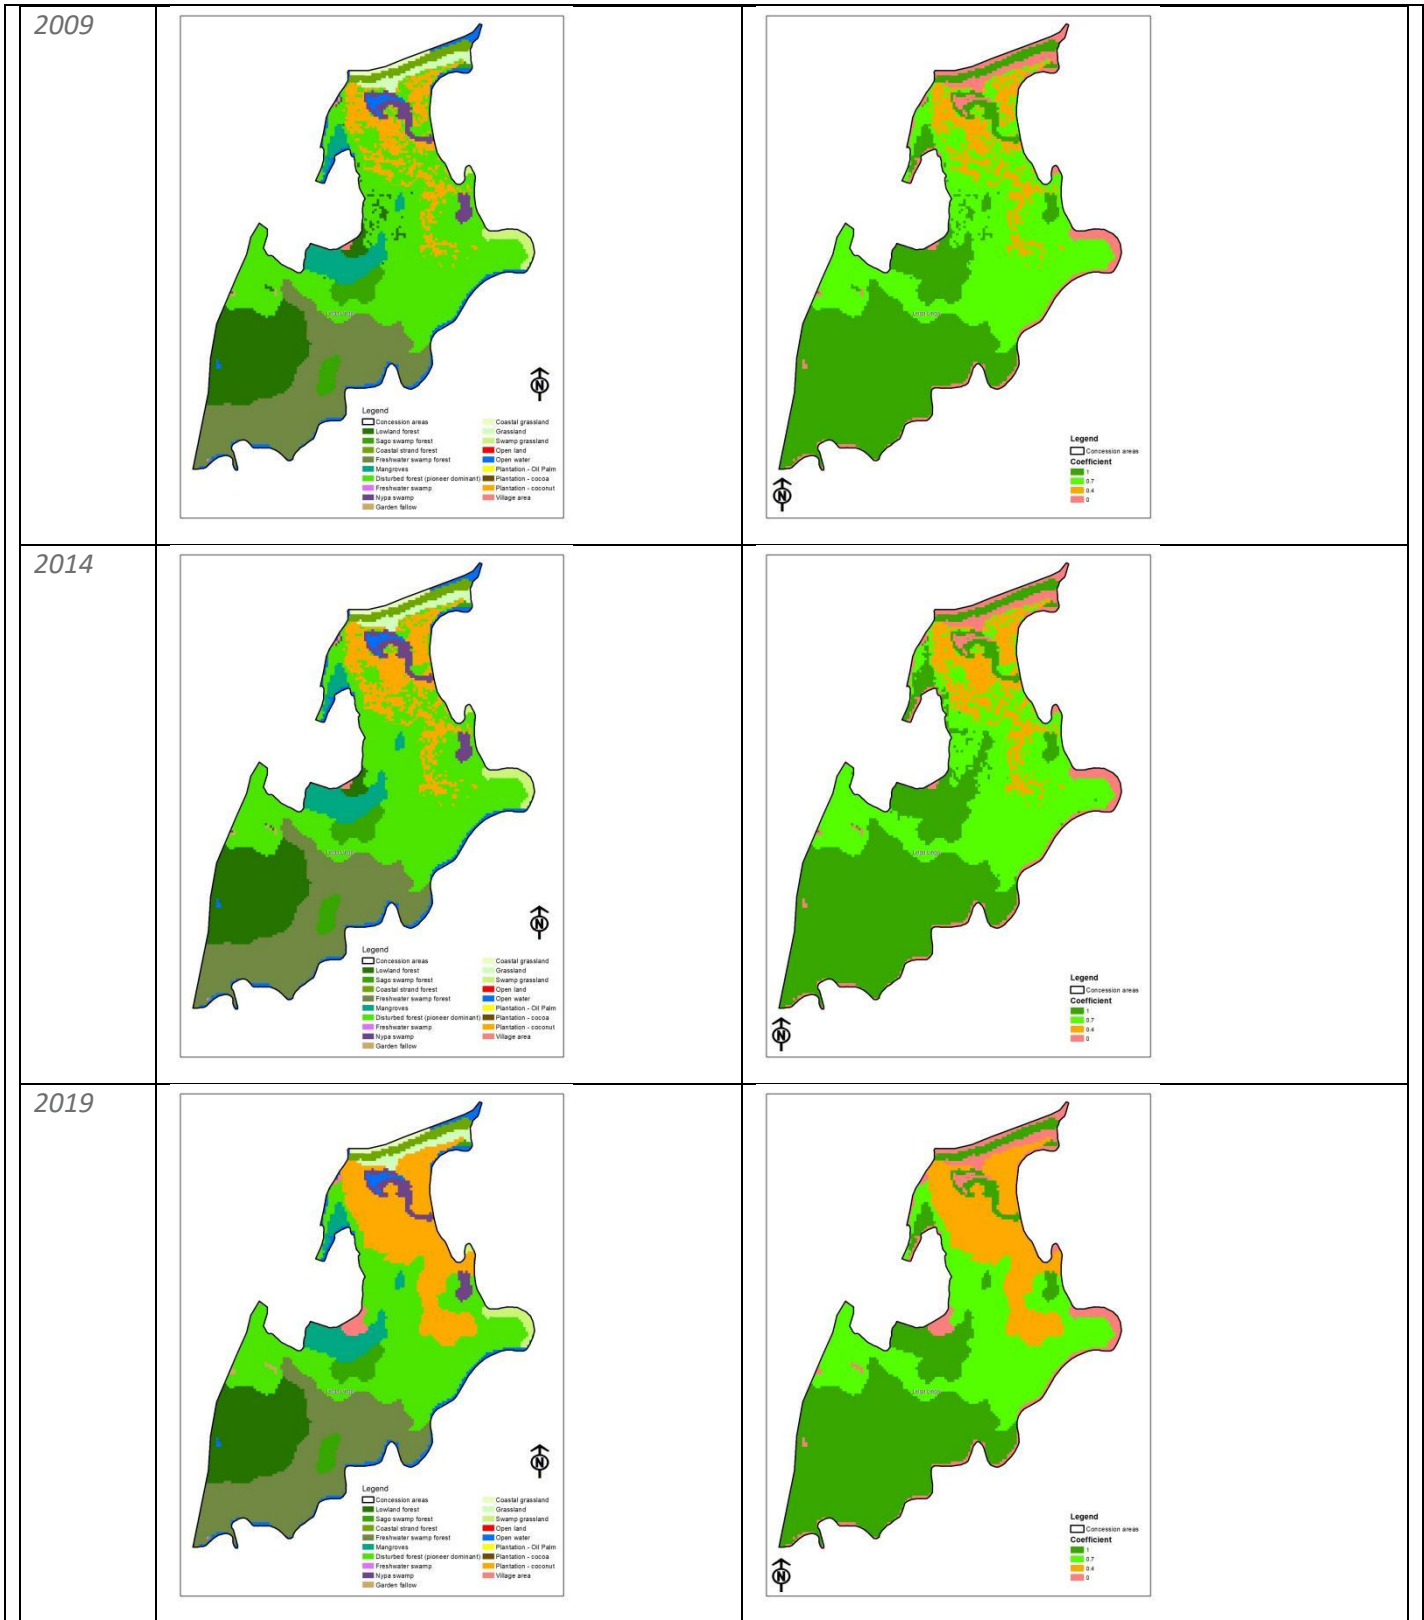 2009
Legend
Concession areas
Lowland forest
Sago swamp forest
Coastal strand forest
Freshwater swamp forest
Mangroves
Disturbed forest (pioneer dominant)
Freshwater swamp
Nypa swamp
Garden fallow
Coastal grassland
Grassland
Swamp grassland
Open land
Open water
Plantation - Oil Palm
Plantation - cocoa
Plantation - coconut
Village area
N
Legend
Concession areas
Coefficient
1
0.7
0.4
0
N
2014
Legend
Concession areas
Lowland forest
Sago swamp forest
Coastal strand forest
Freshwater swamp forest
Mangroves
Disturbed forest (pioneer dominant)
Freshwater swamp
Nypa swamp
Garden fallow
Coastal grassland
Grassland
Swamp grassland
Open land
Open water
Plantation - Oil Palm
Plantation - cocoa
Plantation - coconut
Village area
N
Legend
Concession areas
Coefficient
1
0.7
0.4
0
N
2019
Legend
Concession areas
Lowland forest
Sago swamp forest
Coastal strand forest
Freshwater swamp forest
Mangroves
Disturbed forest (pioneer dominant)
Freshwater swamp
Nypa swamp
Garden fallow
Coastal grassland
Grassland
Swamp grassland
Open land
Open water
Plantation - Oil Palm
Plantation - cocoa
Plantation - coconut
Village area
N
Legend
Concession areas
Coefficient
1
0.7
0.4
0
N